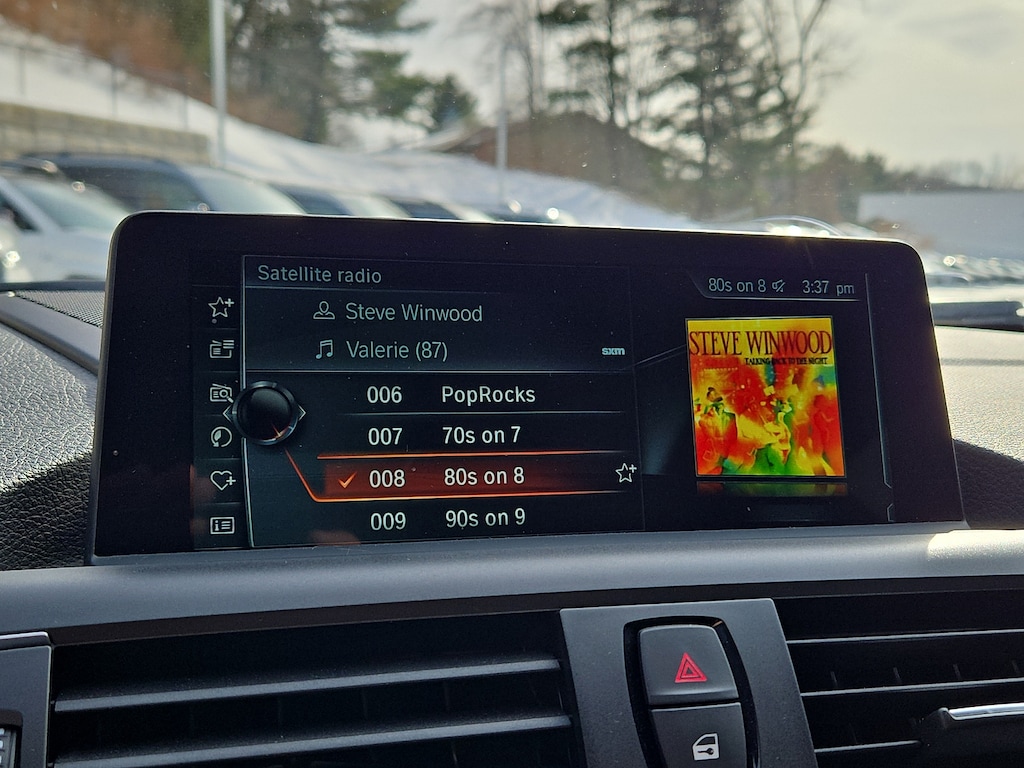 Satellite radio
80s on 8 3:37 pm
Steve Winwood
Valerie (87)
sxm
006 PopRocks
007 70s on 7
008 80s on 8
009 90s on 9
STEVE WINWOOD
TALKING BACK TO THE NIGHT